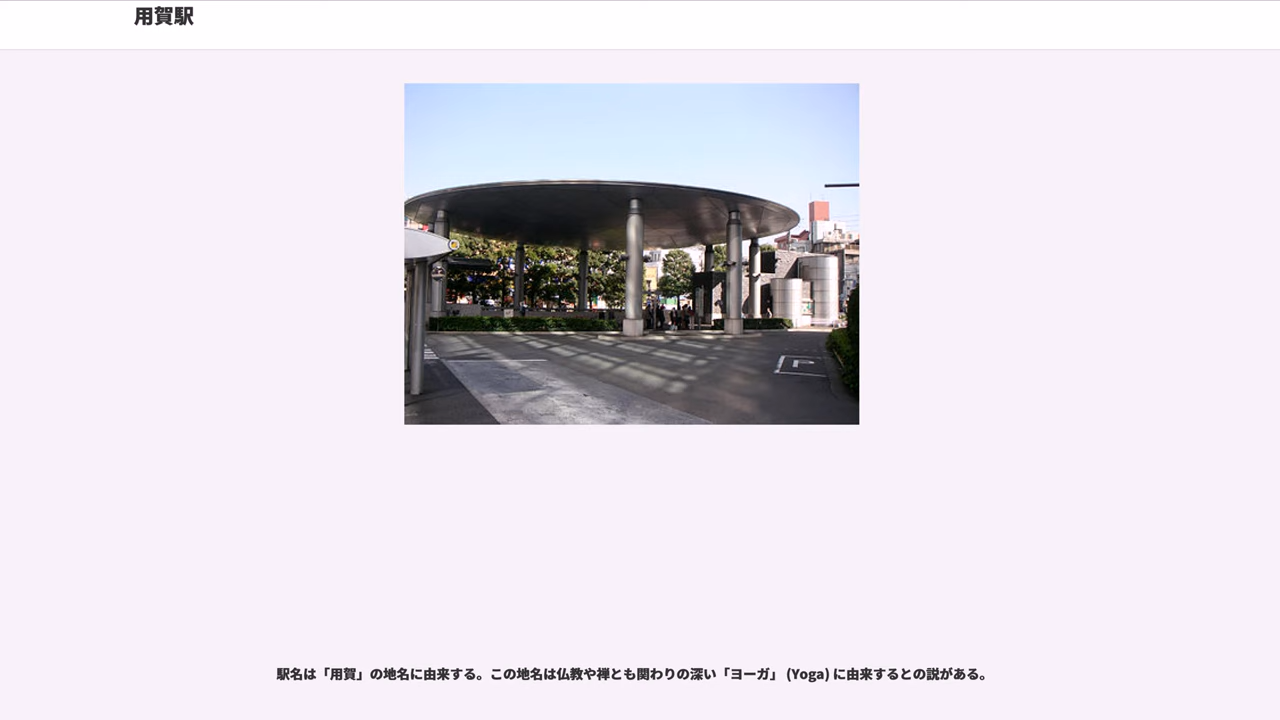 用賀駅
P
駅名は「用賀」の地名に由来する。この地名は仏教や禅とも関わりの深い「ヨーガ」 (Yoga) に由来するとの説がある。